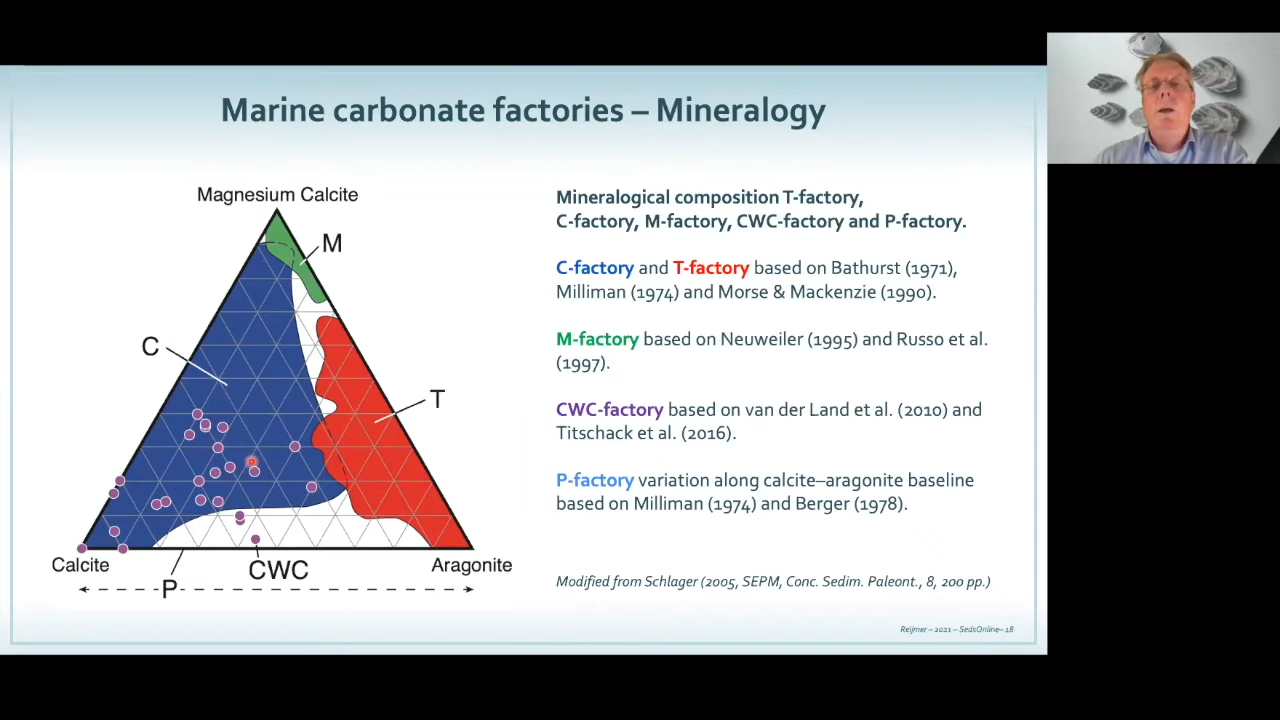 Marine carbonate factories – Mineralogy
Magnesium Calcite
M
C
T
Calcite
P
CWC
Aragonite
Mineralogical composition T-factory,
C-factory, M-factory, CWC-factory and P-factory.
C-factory and T-factory based on Bathurst (1971),
Milliman (1974) and Morse & Mackenzie (1990).
M-factory based on Neuweiler (1995) and Russo et al.
(1997).
CWC-factory based on van der Land et al. (2010) and
Titschack et al. (2016).
P-factory variation along calcite–aragonite baseline
based on Milliman (1974) and Berger (1978).
Modified from Schlager (2005, SEPM, Conc. Sedim. Paleont., 8, 200 pp.)
Reijmer – 2021 – SedsOnline– 18